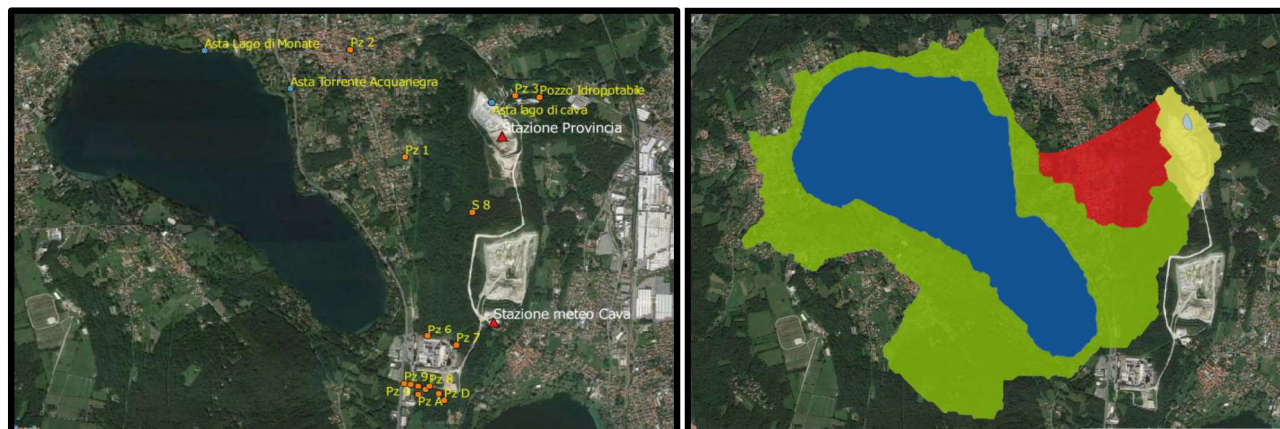 Asta Lago di Monate
Pz 2
Asta Torrente Acquanegra
Pz 3
Pozzo Idropotabile
Asta lago di cava
Stazione Provincia
Pz 1
S 8
Stazione meteo Cava
Pz 6
Pz 7
Pz 9
Pz 8
Pz A
Pz D